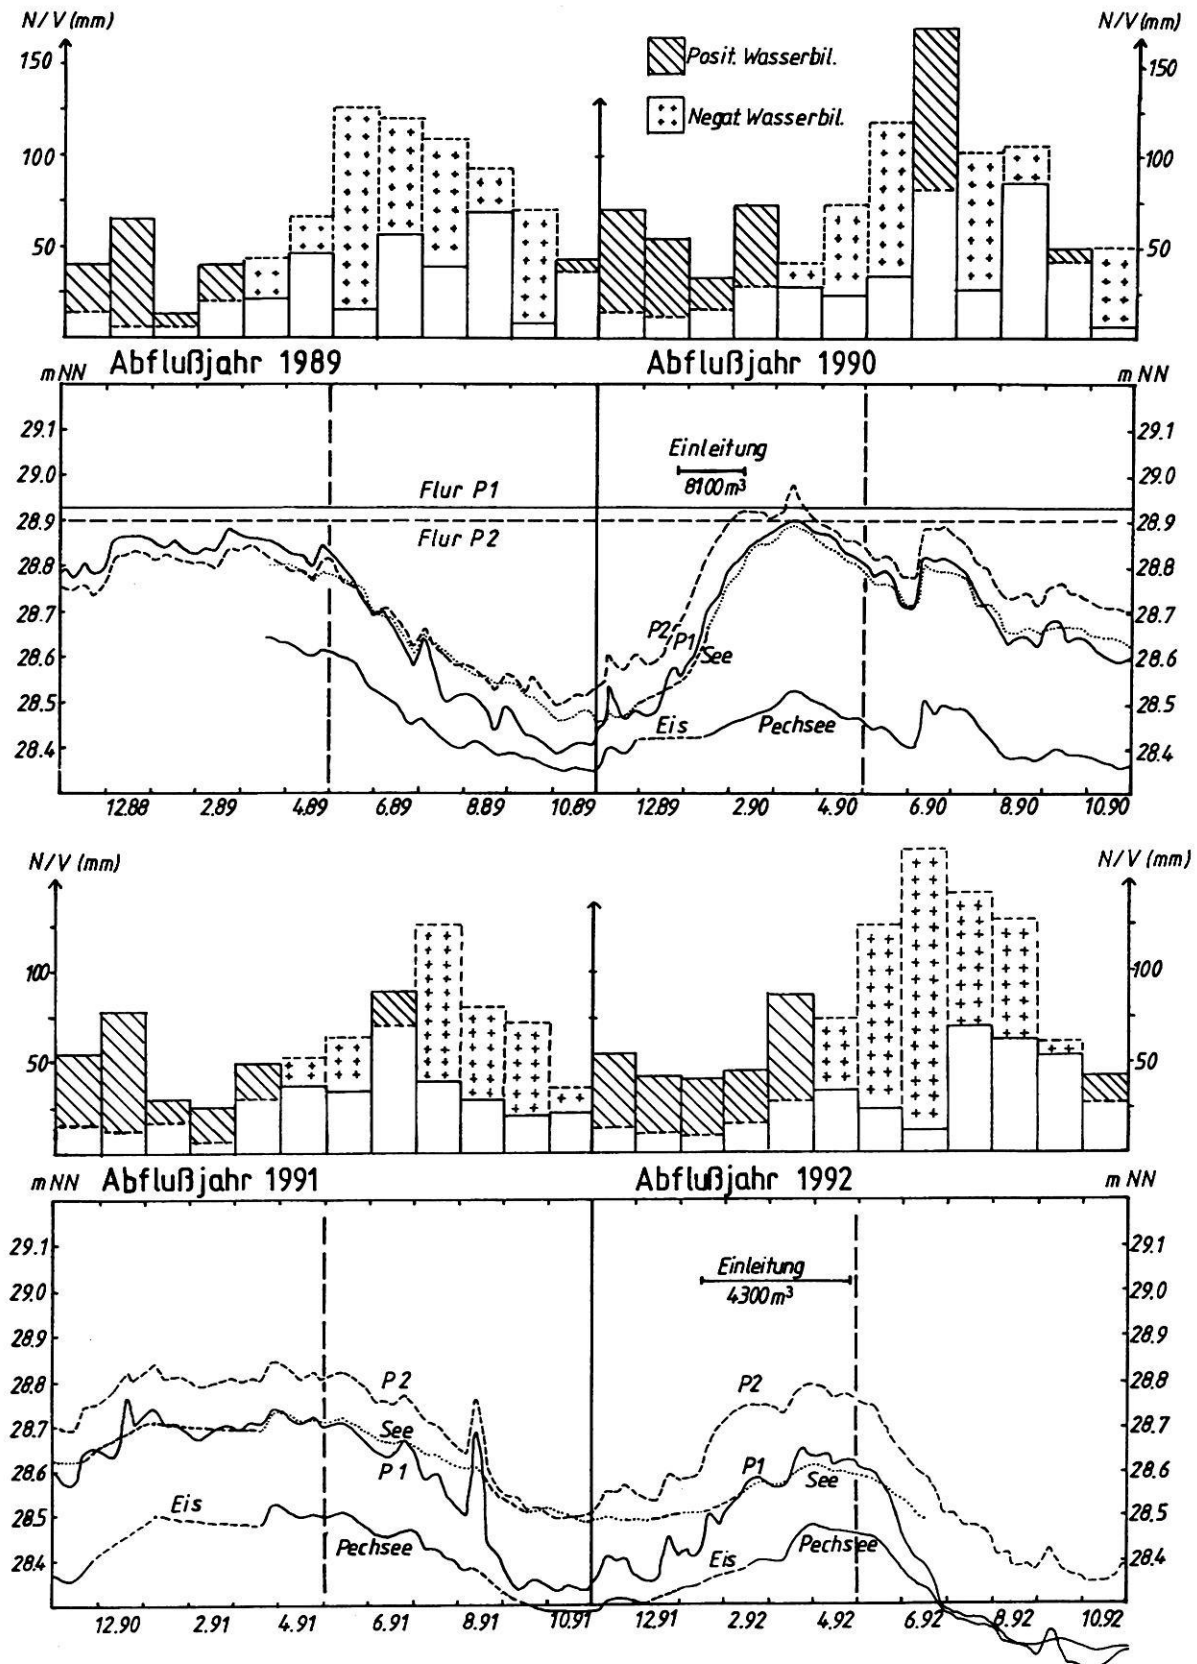 N/V (mm)
N/V (mm)
Posit. Wasserbil.
Negat Wasserbil.
150
150
100
100
50
50
m NN
Abflußjahr 1989
Abflußjahr 1990
m NN
29.1
29.1
Einleitung
29.0
29.0
8100 m³
Flur P1
28.9
28.9
Flur P2
28.8
28.8
28.7
28.7
P2
P1
See
28.6
28.6
28.5
28.5
Eis
Pechsee
28.4
28.4
12.88 2.89 4.89 6.89 8.89 10.89 12.89 2.90 4.90 6.90 8.90 10.90
N/V (mm)
N/V (mm)
100
100
50
50
m NN
Abflußjahr 1991
Abflußjahr 1992
m NN
29.1
29.1
Einleitung
29.0
29.0
4300 m³
28.9
28.9
28.8
28.8
P2
P2
28.7
28.7
See
28.6
28.6
P1
P1
See
28.5
28.5
Eis
Pechsee
28.4
28.4
Eis
Pechsee
12.90 2.91 4.91 6.91 8.91 10.91 12.91 2.92 4.92 6.92 8.92 10.92